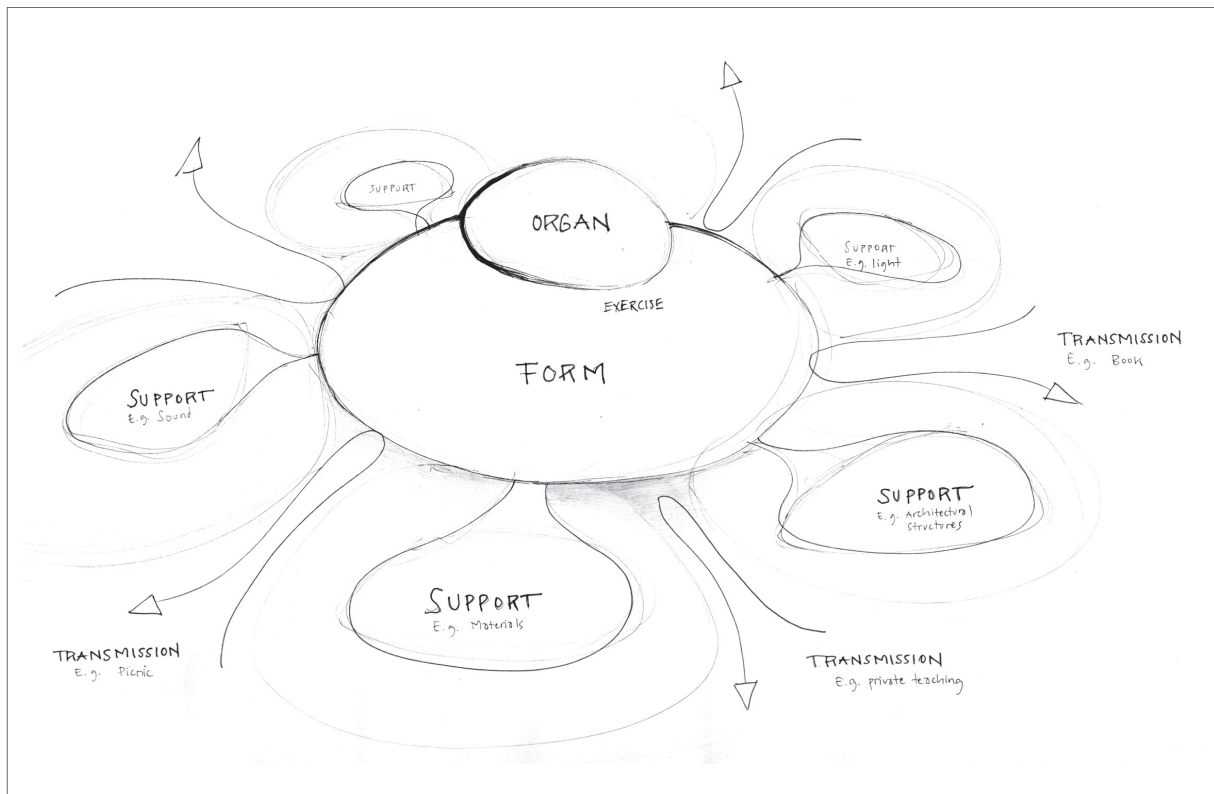 SUPPORT
ORGAN
SUPPORT
E.g. light
EXERCISE
FORM
TRANSMISSION
E.g. Book
SUPPORT
E.g. Sound
SUPPORT
E.g. Architectural
structures
SUPPORT
E.g. Materials
TRANSMISSION
E.g. Picnic
TRANSMISSION
E.g. private teaching